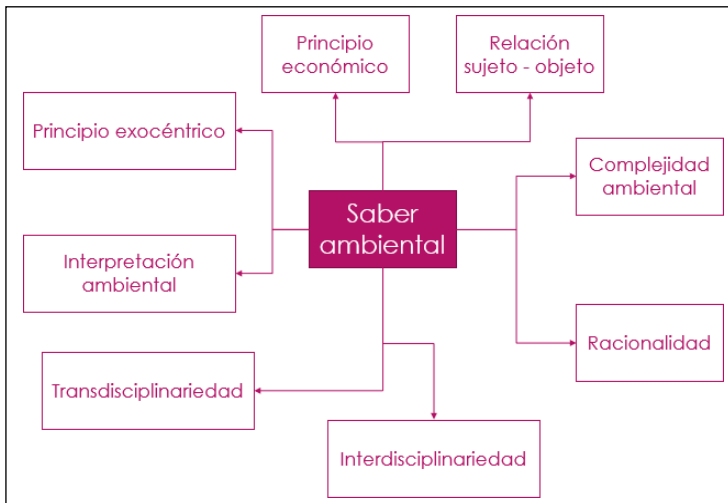 Principio
económico
Relación
sujeto - objeto
Principio exocéntrico
Complejidad
ambiental
Saber
ambiental
Interpretación
ambiental
Racionalidad
Transdisciplinariedad
Interdisciplinariedad